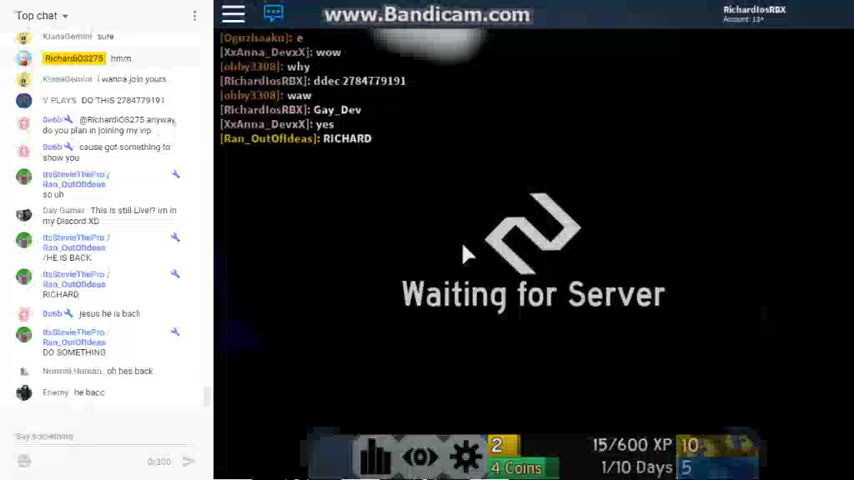 Top chat
KianaGemini sure
RichardiOS275 hmm
KianaGemini i wanna join yours
V PLAYS DO THIS 2784779191
0e6b @RichardiOS275 anyway,
do you plan in joining my vip
0e6b cause got something to
show you
ItsStevieThePro /
Ran_OutOfIdeas
so uh
Day Gamer This is still Live!? im in
my Discord XD
ItsStevieThePro /
Ran_OutOfIdeas
/HE IS BACK
ItsStevieThePro /
Ran_OutOfIdeas
RICHARD
0e6b jesus he is back
ItsStevieThePro /
Ran_OutOfIdeas
DO SOMETHING
Human oh hes back
Enemy he bacc
Say something
0/200
www.Bandicam.com
RichardIosRBX
Account: 13+
[Oguzhaaku]: e
[XxAnna_DevxX]: wow
[obby3308]: why
[RichardIosRBX]: ddec 2784779191
[obby3308]: waw
[RichardIosRBX]: Gay_Dev
[XxAnna_DevxX]: yes
[Ran_OutOfIdeas]: RICHARD
Waiting for Server
2
4 Coins
15/600 XP
1/10 Days
10
5